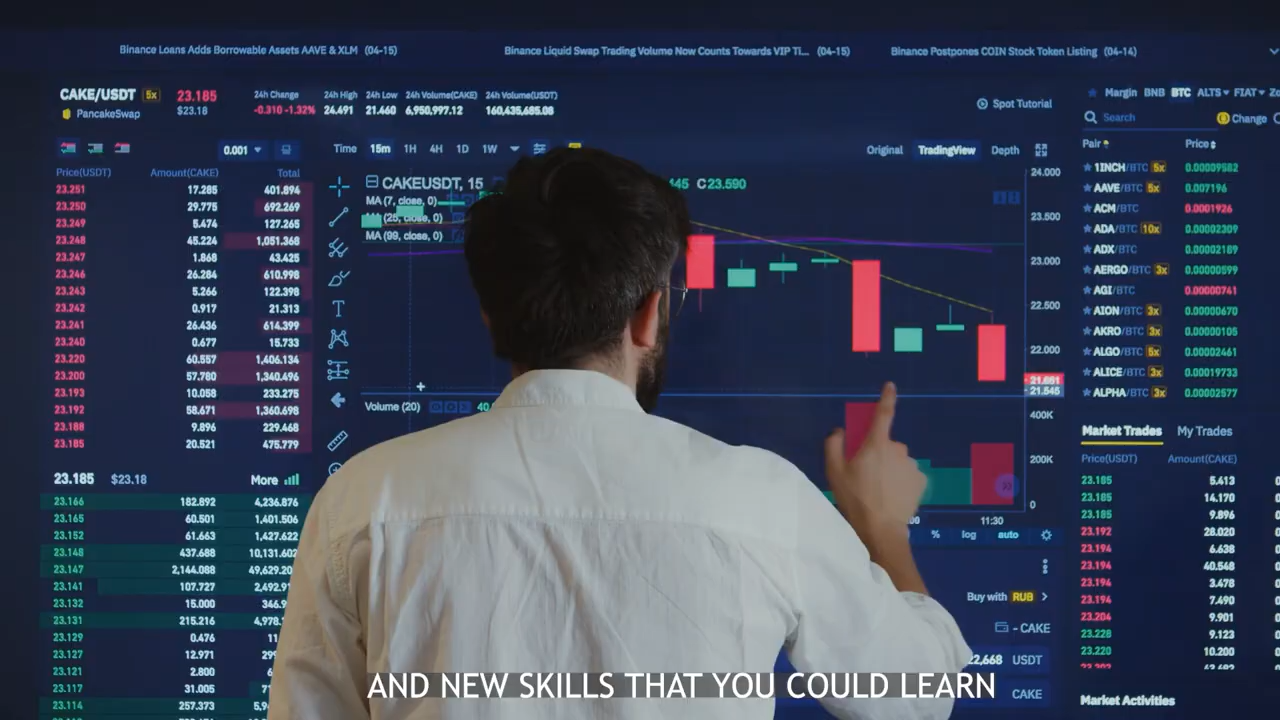 Binance Loans Adds Borrowable Assets AAVE & XLM (04-15)
Binance Liquid Swap Trading Volume Now Counts Towards VIP Ti... (04-15)
Binance Postpones COIN Stock Token Listing (04-14)
CAKE/USDT 5x 23.185
PancakeSwap $23.18
24h Change 24h High 24h Low 24h Volume(CAKE) 24h Volume(USDT)
-0.310 -1.32% 24.491 21.460 6,950,997.12 160,435,685.08
Spot Tutorial
Margin BNB BTC ALTS FIAT
Search Change
0.001
Time 15m 1H 4H 1D 1W
Original TradingView Depth
Price(USDT) Amount(CAKE) Total
23.251 17.285 401.894
23.250 29.775 692.269
23.249 5.474 127.265
23.248 45.224 1,051.368
23.247 1.868 43.425
23.246 26.284 610.998
23.243 5.266 122.398
23.242 0.917 21.313
23.241 26.436 614.399
23.240 0.677 15.733
23.220 60.557 1,406.134
23.200 57.780 1,340.496
23.193 10.058 233.275
23.192 58.671 1,360.698
23.188 9.896 229.468
23.185 20.521 475.779
23.185 $23.18 More
23.166 182.892 4,236.876
23.165 60.501 1,401.506
23.152 61.663 1,427.622
23.148 437.688 10,131.602
23.147 2,144.088 49,629.20
23.141 107.727 2,492.9
23.132 15.000 346.9
23.131 215.216 4,978.
23.129 0.476 11
23.127 12.971 299
23.121 2.800 6
23.117 31.005
23.114 257.373 5,9
CAKEUSDT, 15
C23.590
MA (7, close, 0)
(25, close, 0)
MA (99, close, 0)
Volume (20)
24.000
23.500
23.000
22.500
22.000
21.661
21.545
400K
200K
0
11:30
% log auto
Buy with RUB
- CAKE
22,668 USDT
CAKE
Pair Price
1INCH/BTC 5x 0.00009582
AAVE/BTC 5x 0.007196
ACM/BTC 0.0001926
ADA/BTC 10x 0.00002309
ADX/BTC 0.00002189
AERGO/BTC 3x 0.00000599
AGI/BTC 0.00000741
AION/BTC 3x 0.00000670
AKRO/BTC 3x 0.00000105
ALGO/BTC 5x 0.00002461
ALICE/BTC 3x 0.00019733
ALPHA/BTC 3x 0.00002577
Market Trades My Trades
Price(USDT) Amount(CAKE)
23.185 5.413
23.185 14.170
23.185 9.896
23.192 28.020
23.194 6.638
23.194 40.548
23.194 3.478
23.194 7.490
23.204 9.901
23.228 9.123
23.220 10.200
Market Activities
AND NEW SKILLS THAT YOU COULD LEARN